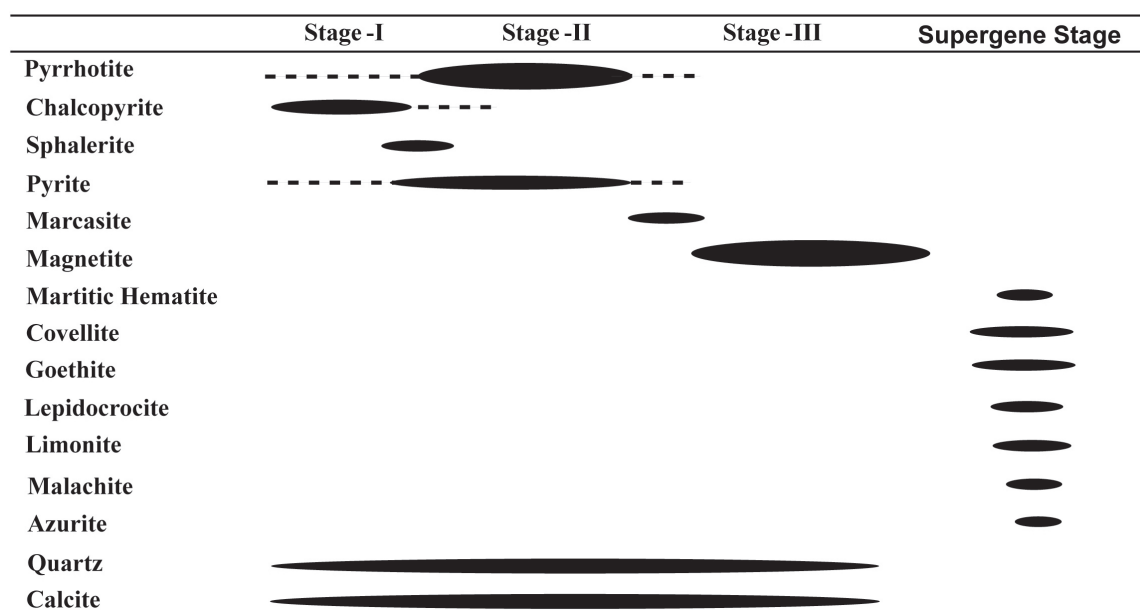 Stage-I Stage-II Stage-III Supergene Stage
Pyrrhotite
Chalcopyrite
Sphalerite
Pyrite
Marcasite
Magnetite
Martitic Hematite
Covellite
Goethite
Lepidocrocite
Limonite
Malachite
Azurite
Quartz
Calcite